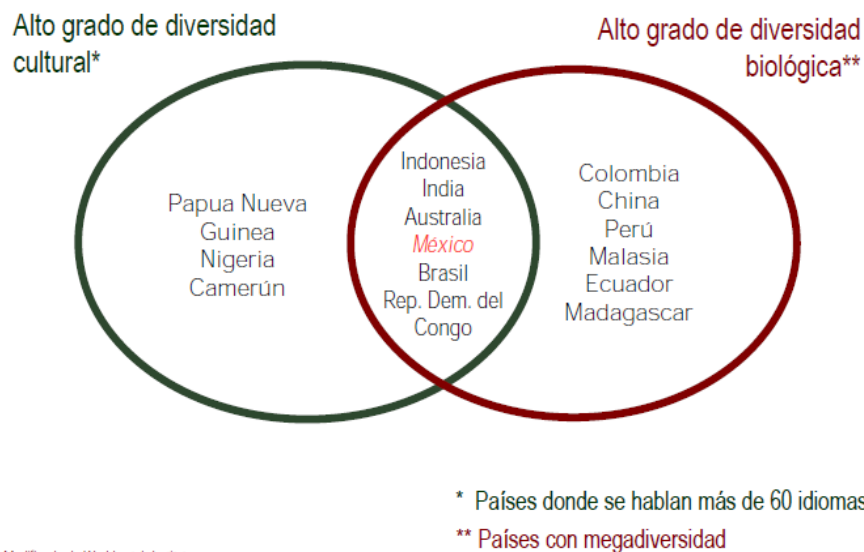 Alto grado de diversidad
cultural*
Alto grado de diversidad
biológica**
Papua Nueva
Guinea
Nigeria
Camerún
Indonesia
India
Australia
México
Brasil
Rep. Dem. del
Congo
Colombia
China
Perú
Malasia
Ecuador
Madagascar
* Países donde se hablan más de 60 idiomas
** Países con megadiversidad